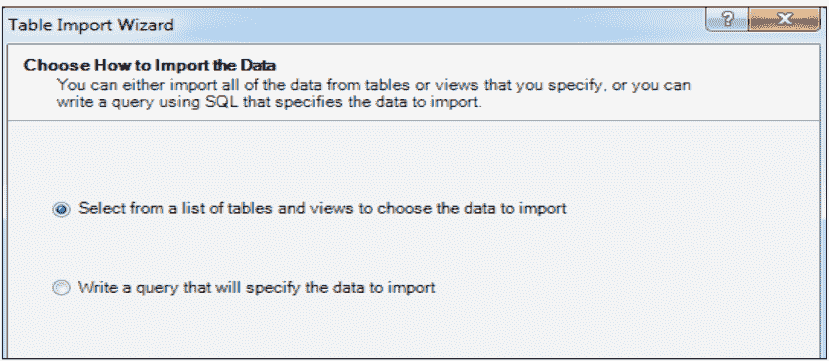 Table Import Wizard
Choose How to Import the Data
You can either import all of the data from tables or views that you specify, or you can
write a query using SQL that specifies the data to import.
Select from a list of tables and views to choose the data to import
Write a query that will specify the data to import